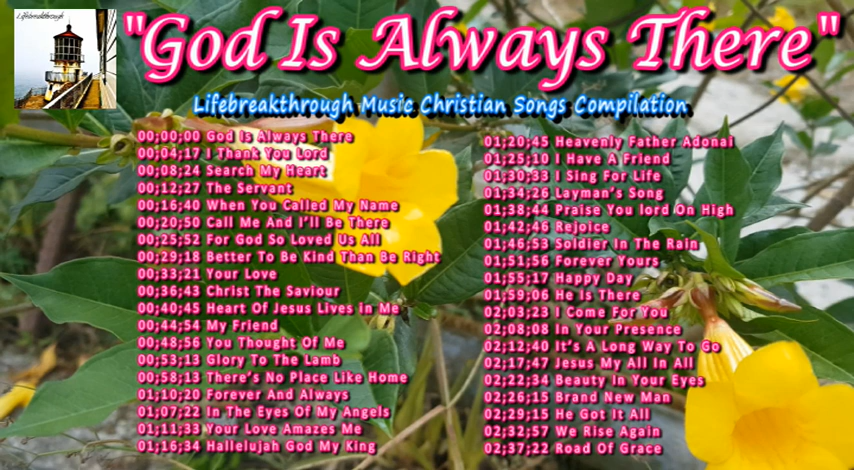 Lifebreakthrough
"God Is Always There"
Lifebreakthrough Music Christian Songs Compilation
00;00;00 God Is Always There
00;04;17 I Thank You Lord
00;08;24 Search My Heart
00;12;27 The Servant
00;16;40 When You Called My Name
00;20;50 Call Me And I'll Be There
00;25;52 For God So Loved Us All
00;29;18 Better To Be Kind Than Be Right
00;33;21 Your Love
00;36;43 Christ The Saviour
00;40;45 Heart Of Jesus Lives in Me
00;44;54 My Friend
00;48;56 You Thought Of Me
00;53;13 Glory To The Lamb
00;58;13 There's No Place Like Home
01;10;20 Forever And Always
01;07;22 In The Eyes Of My Angels
01;11;33 Your Love Amazes Me
01;16;34 Hallelujah God My King
01;20;45 Heavenly Father Adonai
01;25;10 I Have A Friend
01;30;33 I Sing For Life
01;34;26 Layman's Song
01;38;44 Praise You lord On High
01;42;46 Rejoice
01;46;53 Soldier In The Rain
01;51;56 Forever Yours
01;55;17 Happy Day
01;59;06 He Is There
02;03;23 I Come For You
02;08;08 In Your Presence
02;12;40 It's A Long Way To Go
02;17;47 Jesus My All In All
02;22;34 Beauty In Your Eyes
02;26;15 Brand New Man
02;29;15 He Got It All
02;32;57 We Rise Again
02;37;22 Road Of Grace